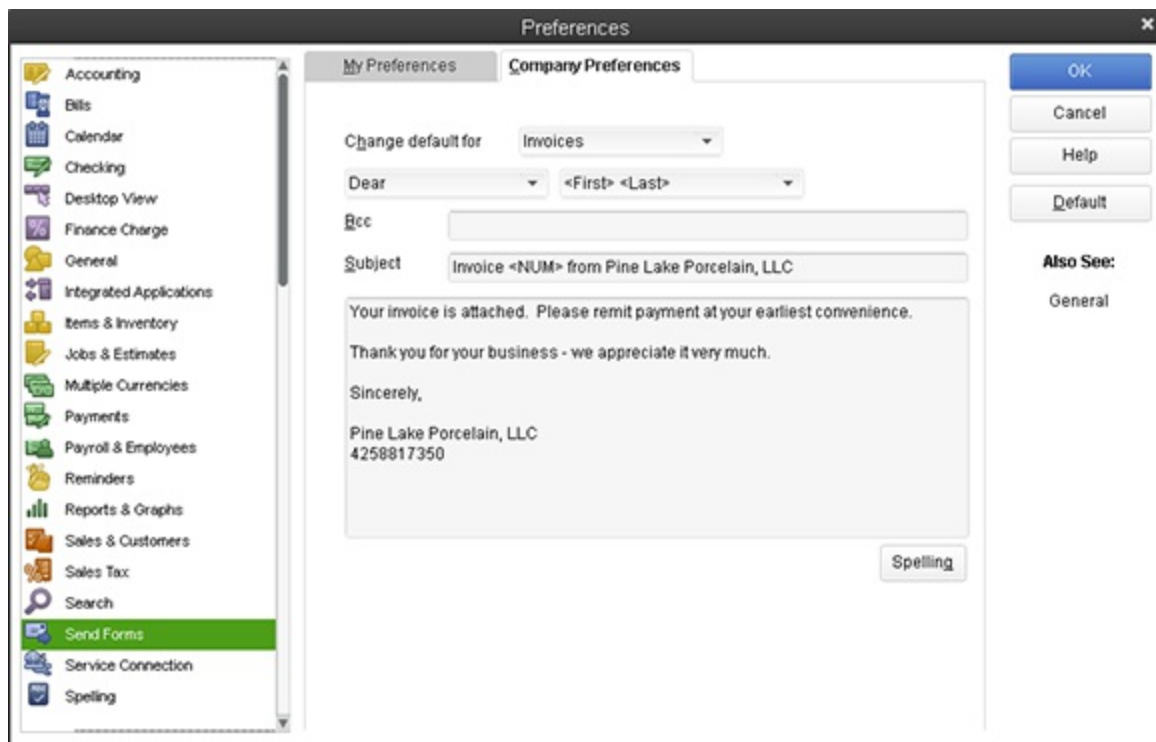 Preferences
Accounting
Bills
Calendar
Checking
Desktop View
Finance Charge
General
Integrated Applications
Items & Inventory
Jobs & Estimates
Multiple Currencies
Payments
Payroll & Employees
Reminders
Reports & Graphs
Sales & Customers
Sales Tax
Search
Send Forms
Service Connection
Spelling
My Preferences
Company Preferences
Change default for Invoices
Dear <First> <Last>
Bcc
Subject Invoice <NUM> from Pine Lake Porcelain, LLC
Your invoice is attached. Please remit payment at your earliest convenience.
Thank you for your business - we appreciate it very much.
Sincerely,
Pine Lake Porcelain, LLC
4258817350
Spelling
OK
Cancel
Help
Default
Also See:
General